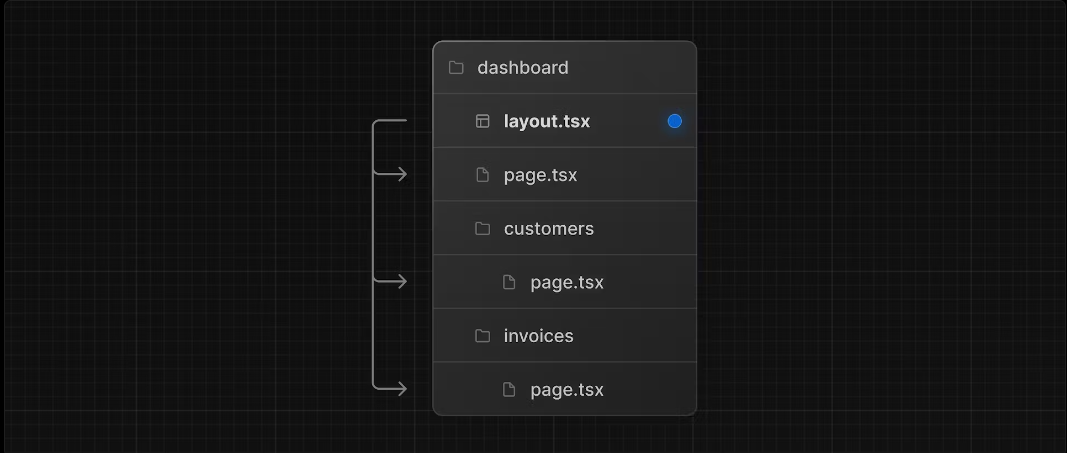 dashboard
layout.tsx
page.tsx
customers
page.tsx
invoices
page.tsx